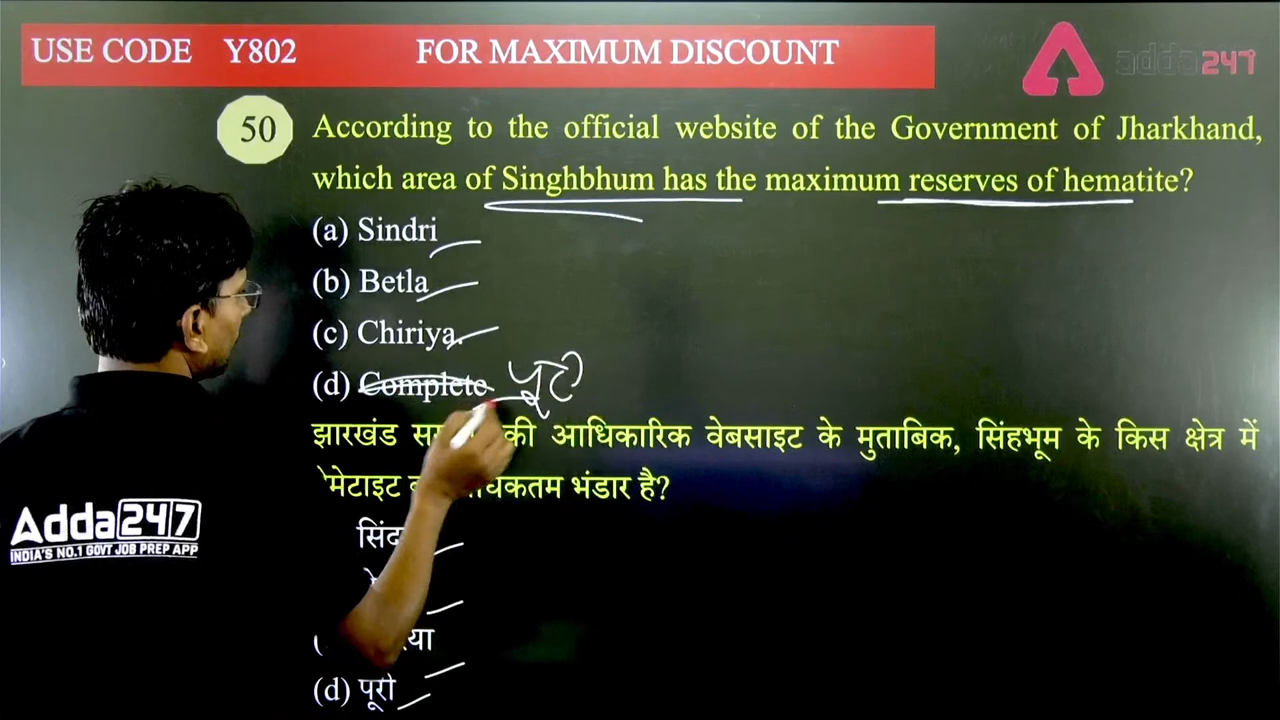 USE CODE Y802 FOR MAXIMUM DISCOUNT
adda247
50
According to the official website of the Government of Jharkhand,
which area of Singhbhum has the maximum reserves of hematite?
(a) Sindri
(b) Betla
(c) Chiriya
(d) Complete
झारखंड की आधिकारिक वेबसाइट के मुताबिक, सिंहभूम के किस क्षेत्र में
भंडार है?
(d) पूरी
Adda247
INDIA'S NO.1 GOVT JOB PREP APP